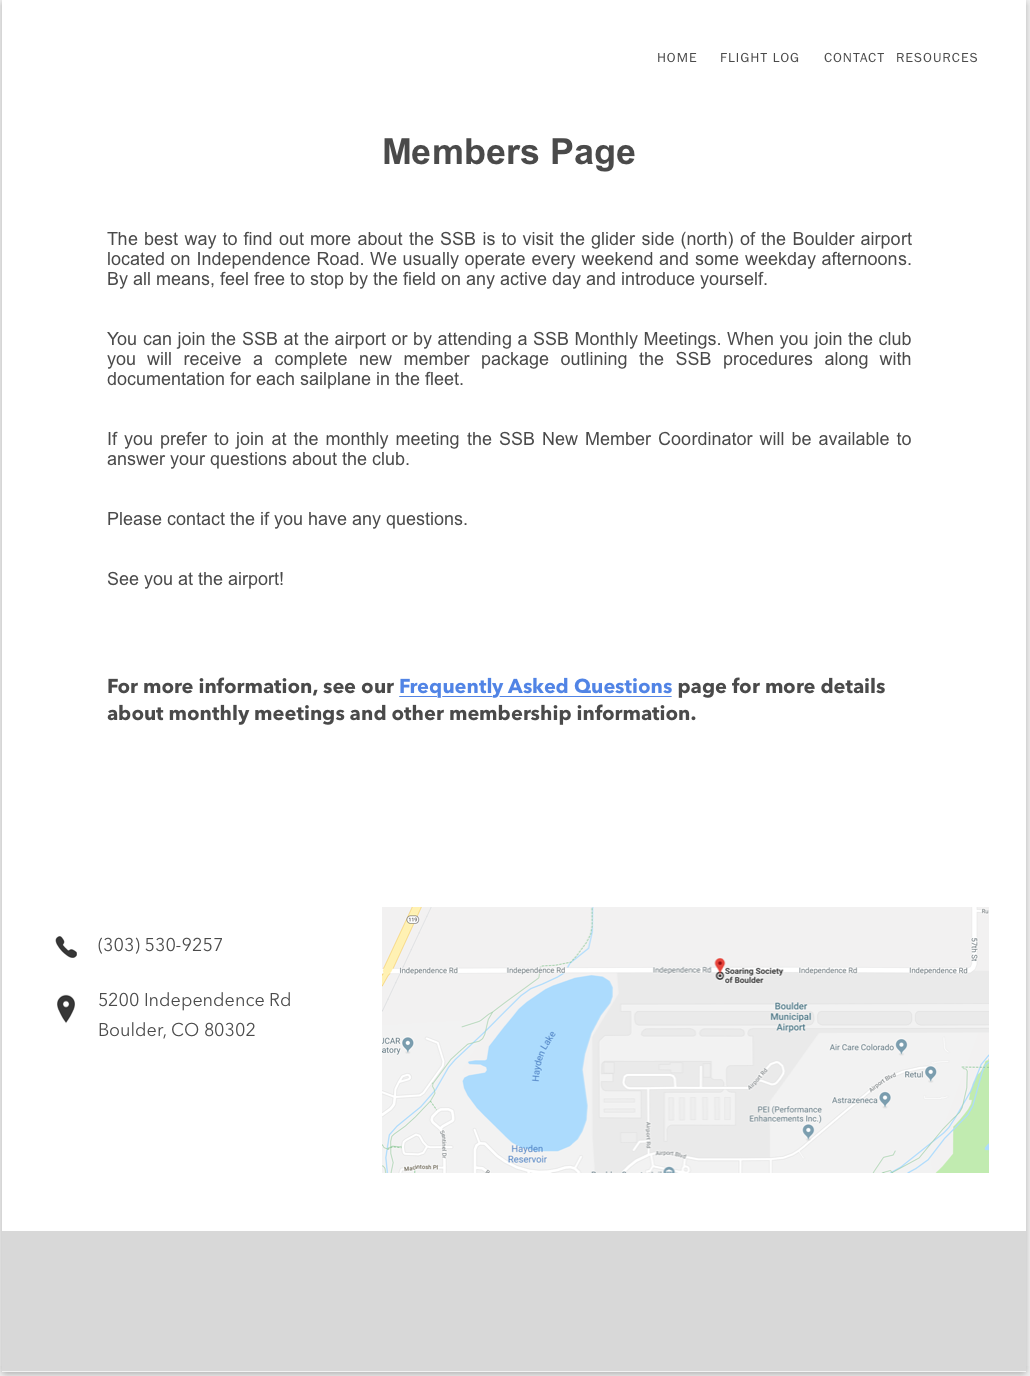 HOME FLIGHT LOG CONTACT RESOURCES
Members Page
The best way to find out more about the SSB is to visit the glider side (north) of the Boulder airport
located on Independence Road. We usually operate every weekend and some weekday afternoons.
By all means, feel free to stop by the field on any active day and introduce yourself.
You can join the SSB at the airport or by attending a SSB Monthly Meetings. When you join the club
you will receive a complete new member package outlining the SSB procedures along with
documentation for each sailplane in the fleet.
If you prefer to join at the monthly meeting the SSB New Member Coordinator will be available to
answer your questions about the club.
Please contact the if you have any questions.
See you at the airport!
For more information, see our Frequently Asked Questions page for more details
about monthly meetings and other membership information.
(303) 530-9257
5200 Independence Rd
Boulder, CO 80302
119
57th St
Independence Rd Independence Rd Independence Rd Independence Rd Independence Rd
Soaring Society
of Boulder
Boulder
Municipal
Airport
Hayden Lake
Air Care Colorado
Retul
Airport Rd
Airport Blvd
Astrazeneca
PEI (Performance
Enhancements Inc.)
Sentinel Dr
Airport Rd
Hayden
Reservoir
Airport Blvd
Macintosh Pl